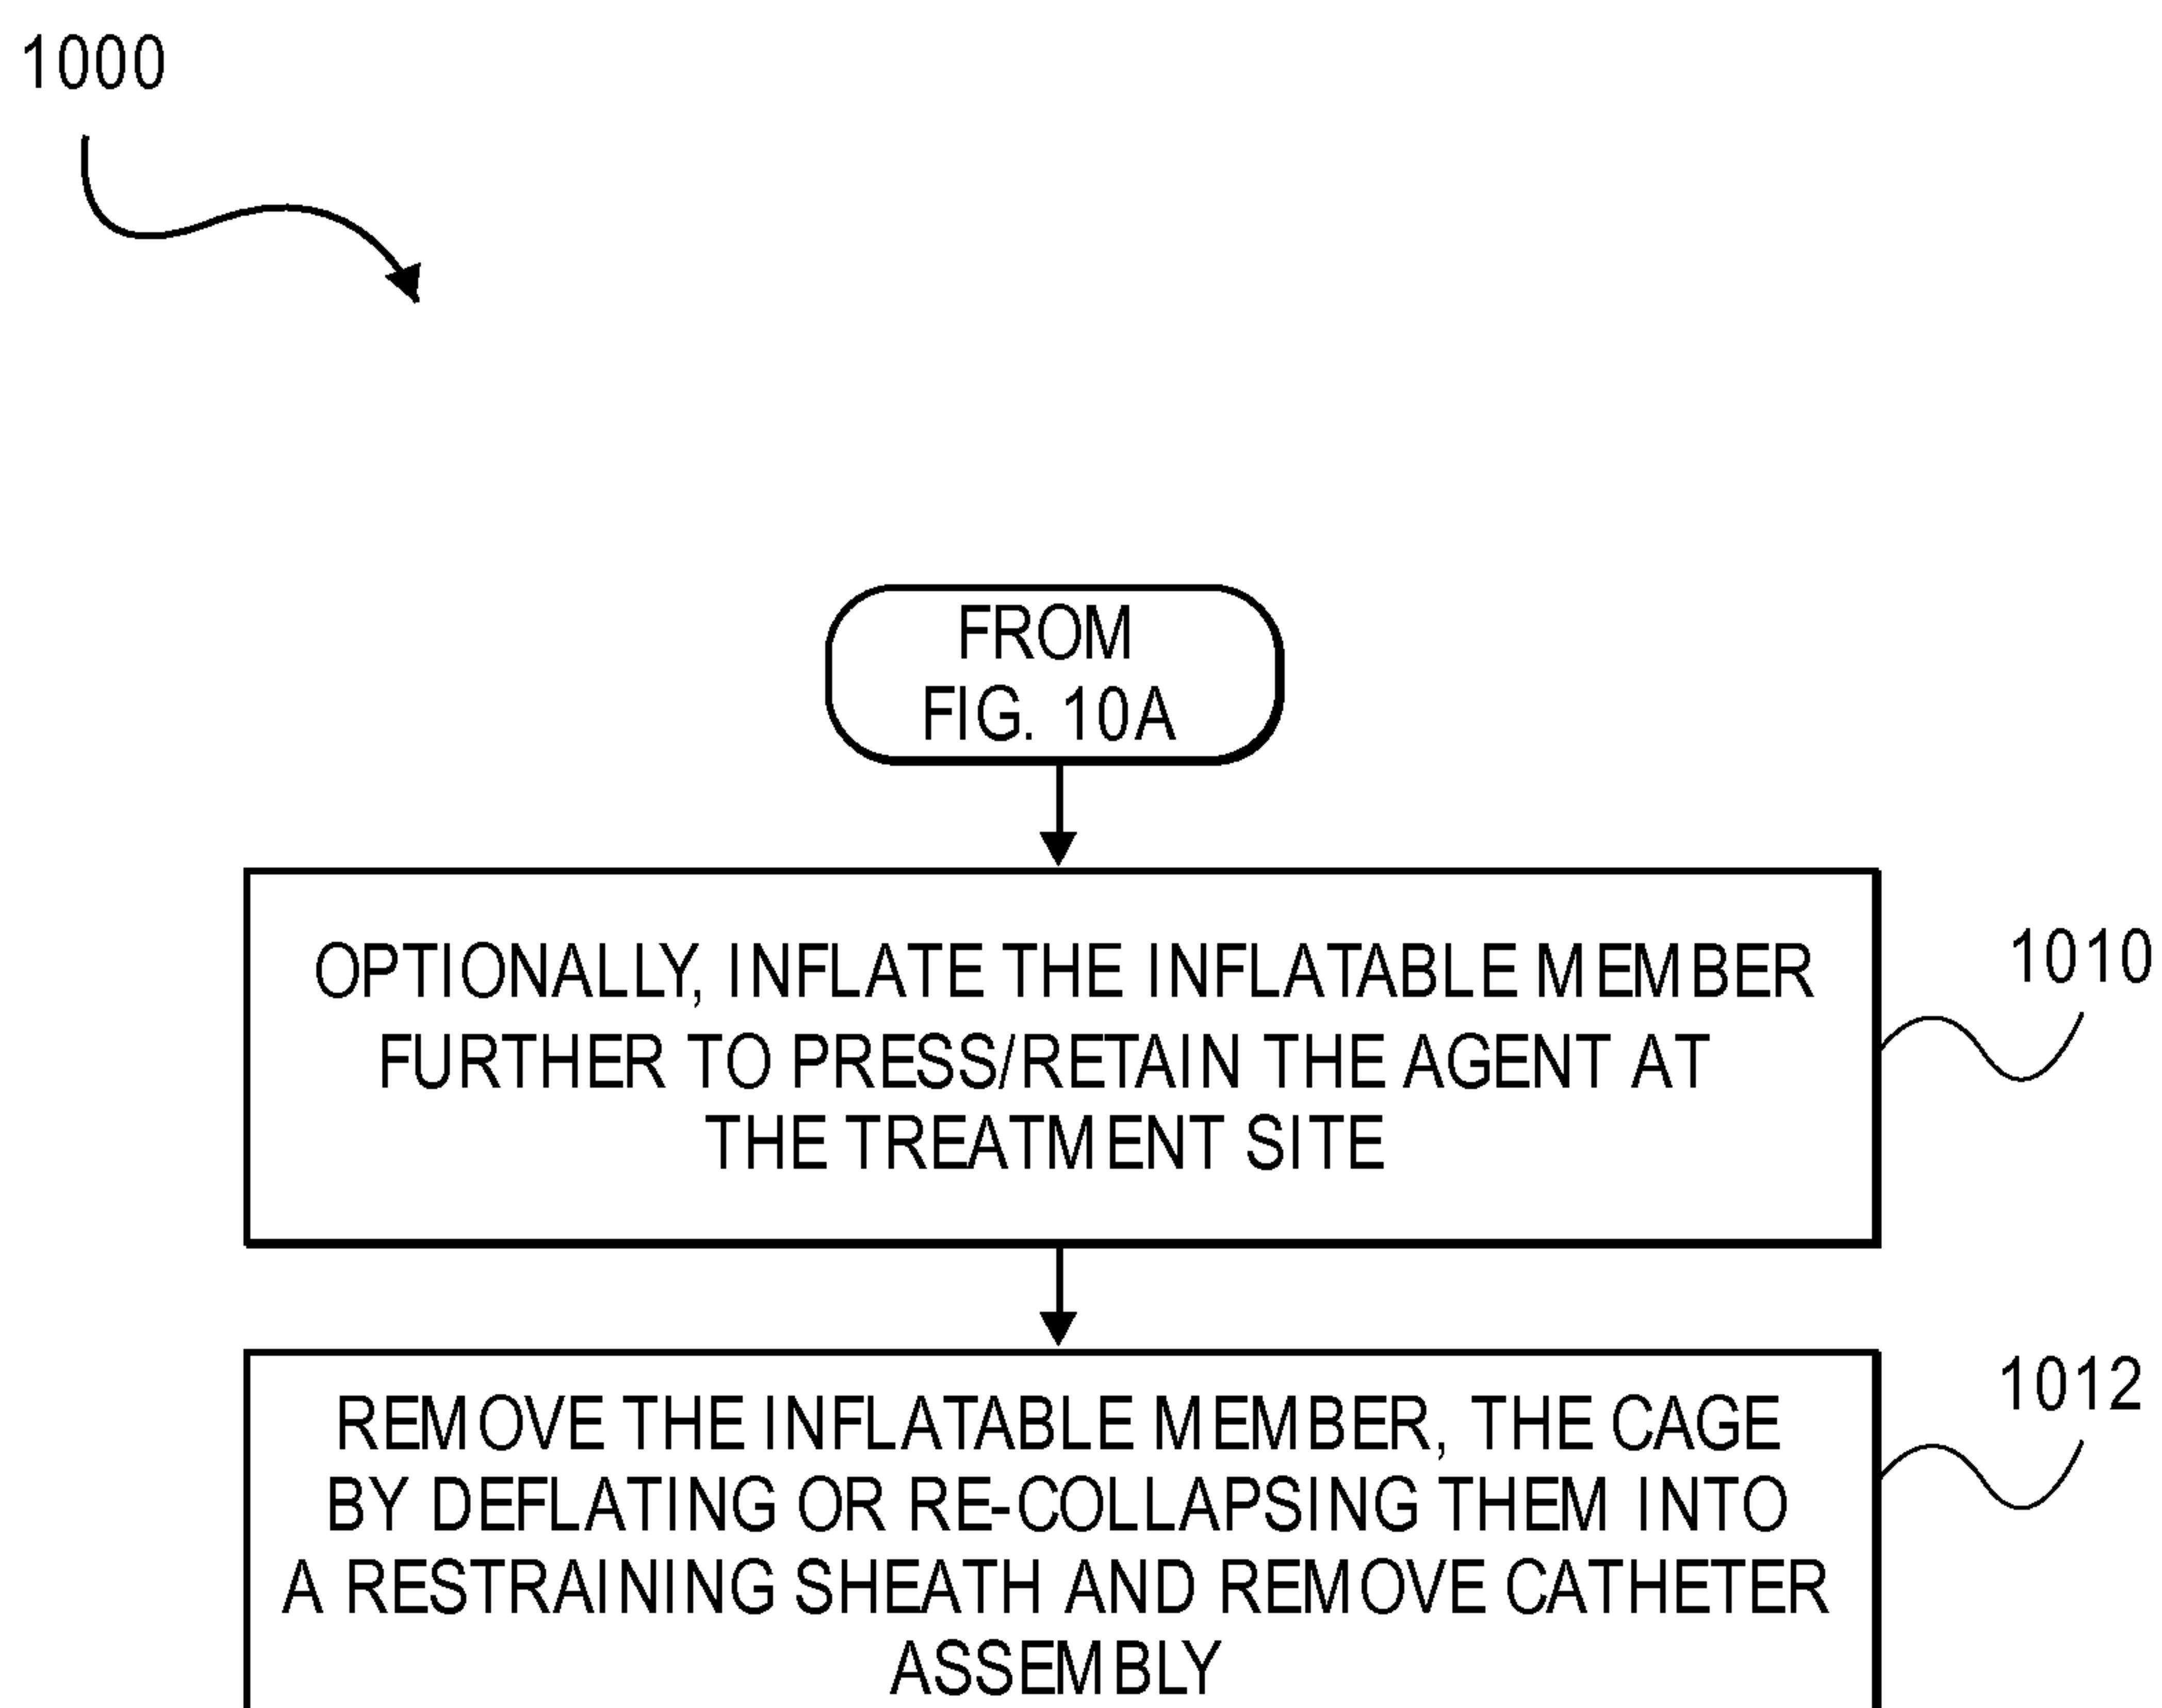 1000
FROM
FIG. 10A
OPTIONALLY, INFLATE THE INFLATABLE MEMBER
FURTHER TO PRESS/RETAIN THE AGENT AT
THE TREATMENT SITE
1010
REMOVE THE INFLATABLE MEMBER, THE CAGE
BY DEFLATING OR RE-COLLAPSING THEM INTO
A RESTRAINING SHEATH AND REMOVE CATHETER
ASSEMBLY
1012